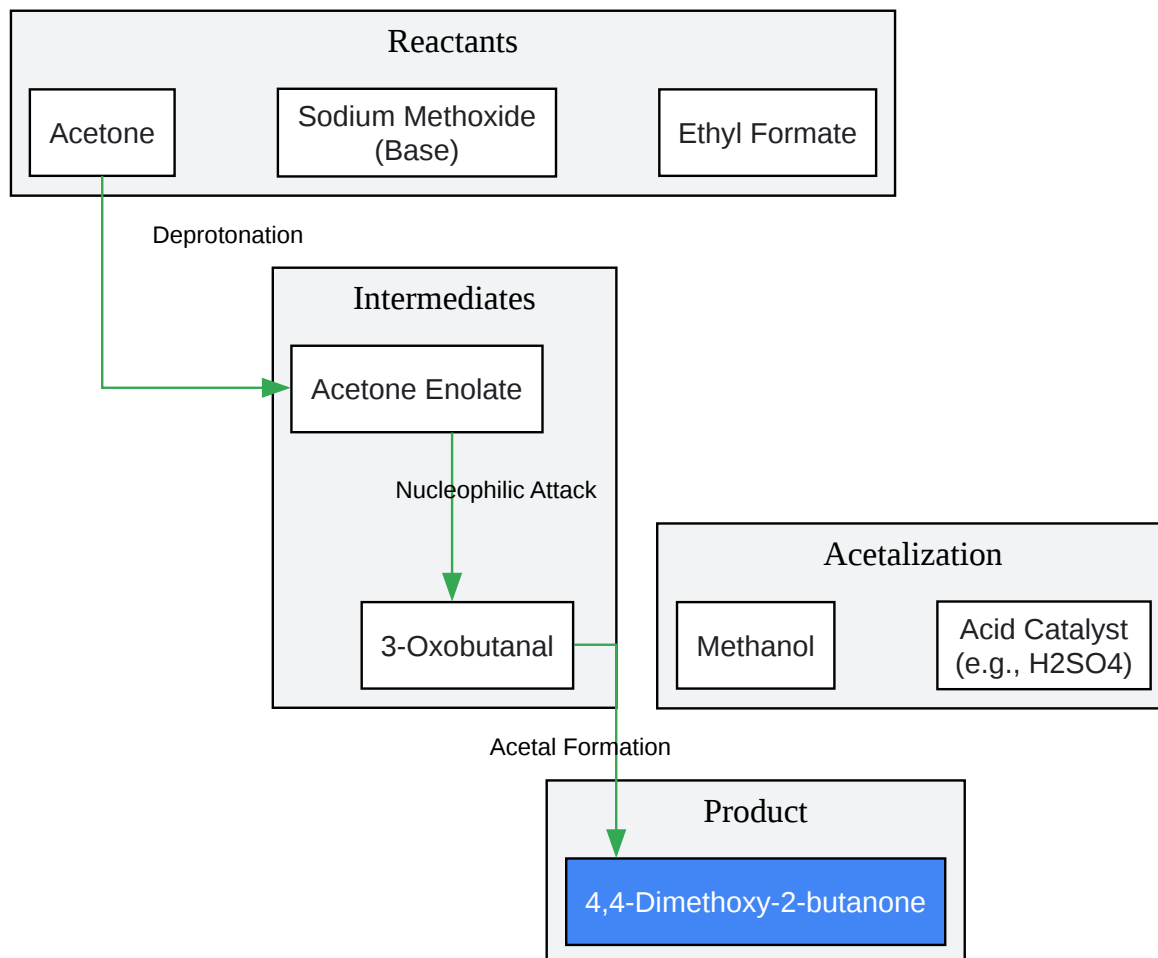 Reactants
Acetone
Sodium Methoxide
(Base)
Ethyl Formate
Deprotonation
Intermediates
Acetone Enolate
Nucleophilic Attack
Acetalization
3-Oxobutanal
Methanol
Acid Catalyst
(e.g., H2SO4)
Acetal Formation
Product
4,4-Dimethoxy-2-butanone